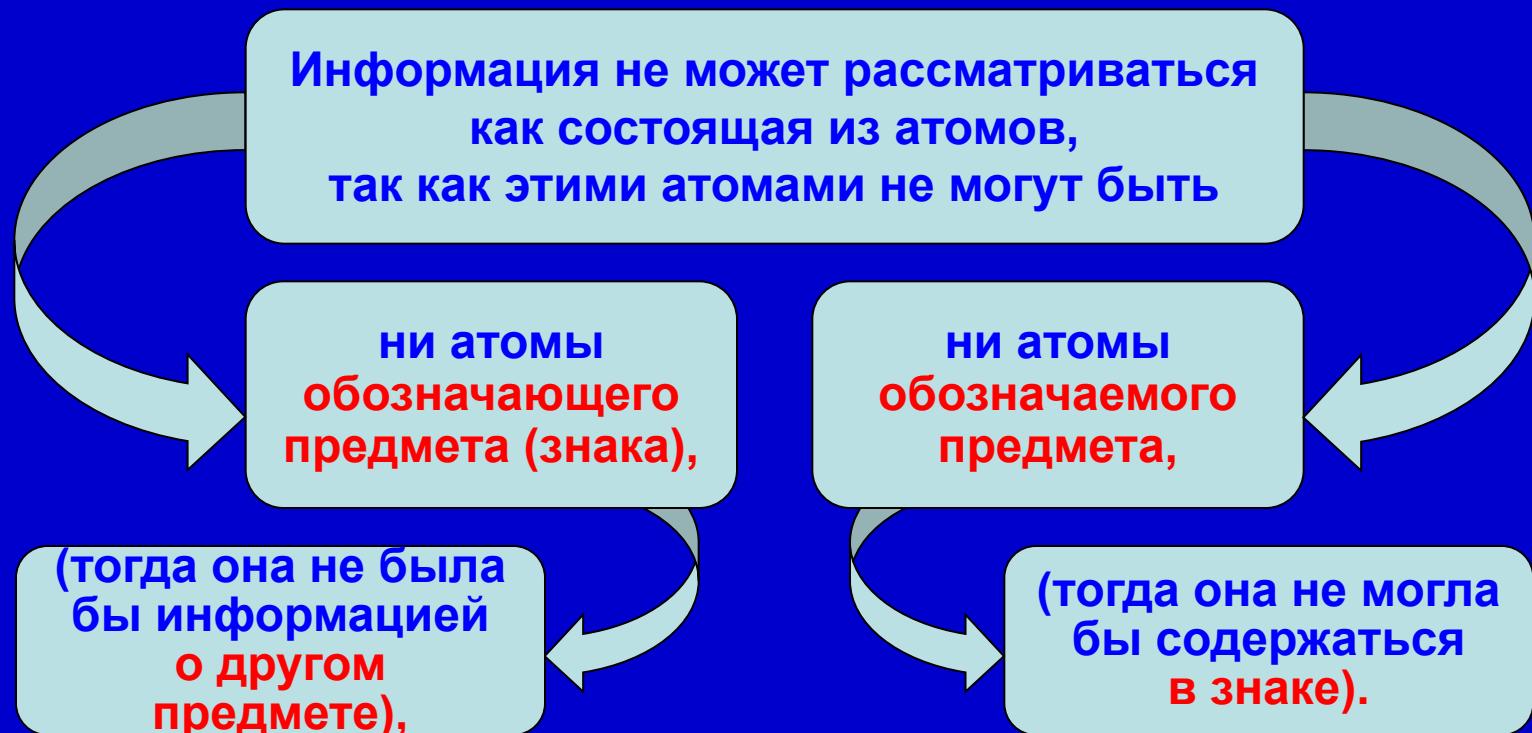 Информация не может рассматриваться
как состоящая из атомов,
так как этими атомами не могут быть
ни атомы
обозначающего
предмета (знака),
ни атомы
обозначаемого
предмета,
(тогда она не была
бы информацией
о другом
предмете),
(тогда она не могла
бы содержаться
в знаке).